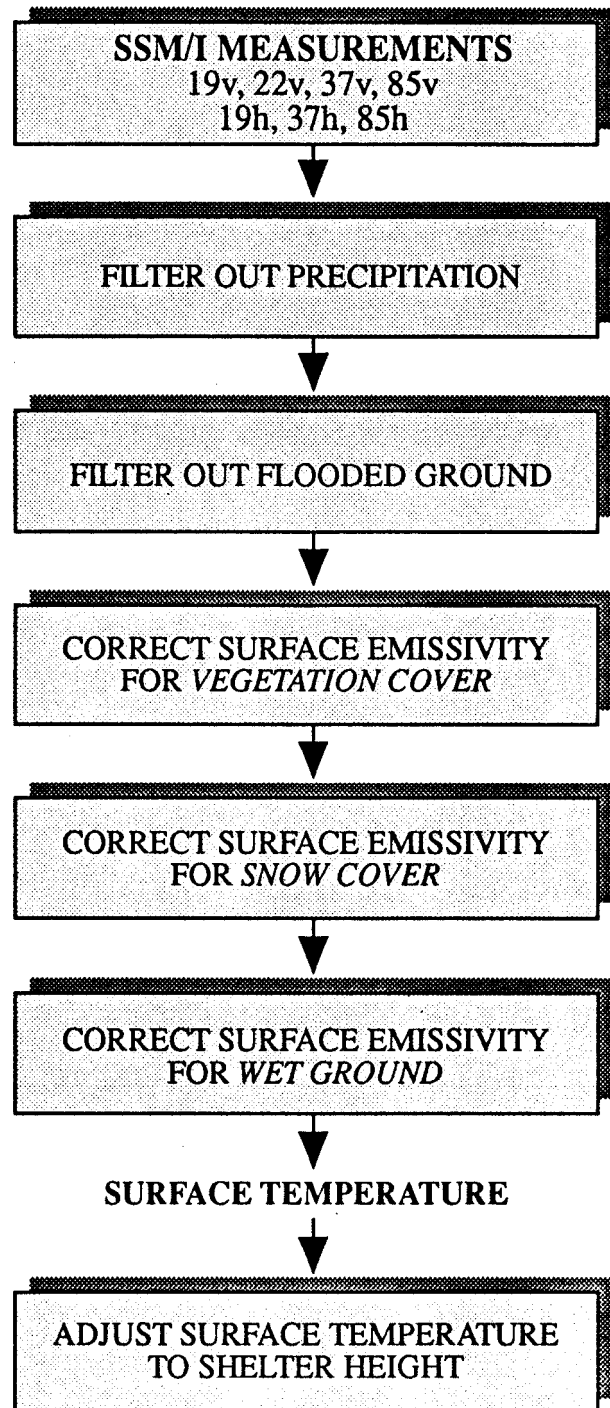 SSM/I MEASUREMENTS
19v, 22v, 37v, 85v
19h, 37h, 85h
FILTER OUT PRECIPITATION
FILTER OUT FLOODED GROUND
CORRECT SURFACE EMISSIVITY
FOR VEGETATION COVER
CORRECT SURFACE EMISSIVITY
FOR SNOW COVER
CORRECT SURFACE EMISSIVITY
FOR WET GROUND
SURFACE TEMPERATURE
ADJUST SURFACE TEMPERATURE
TO SHELTER HEIGHT